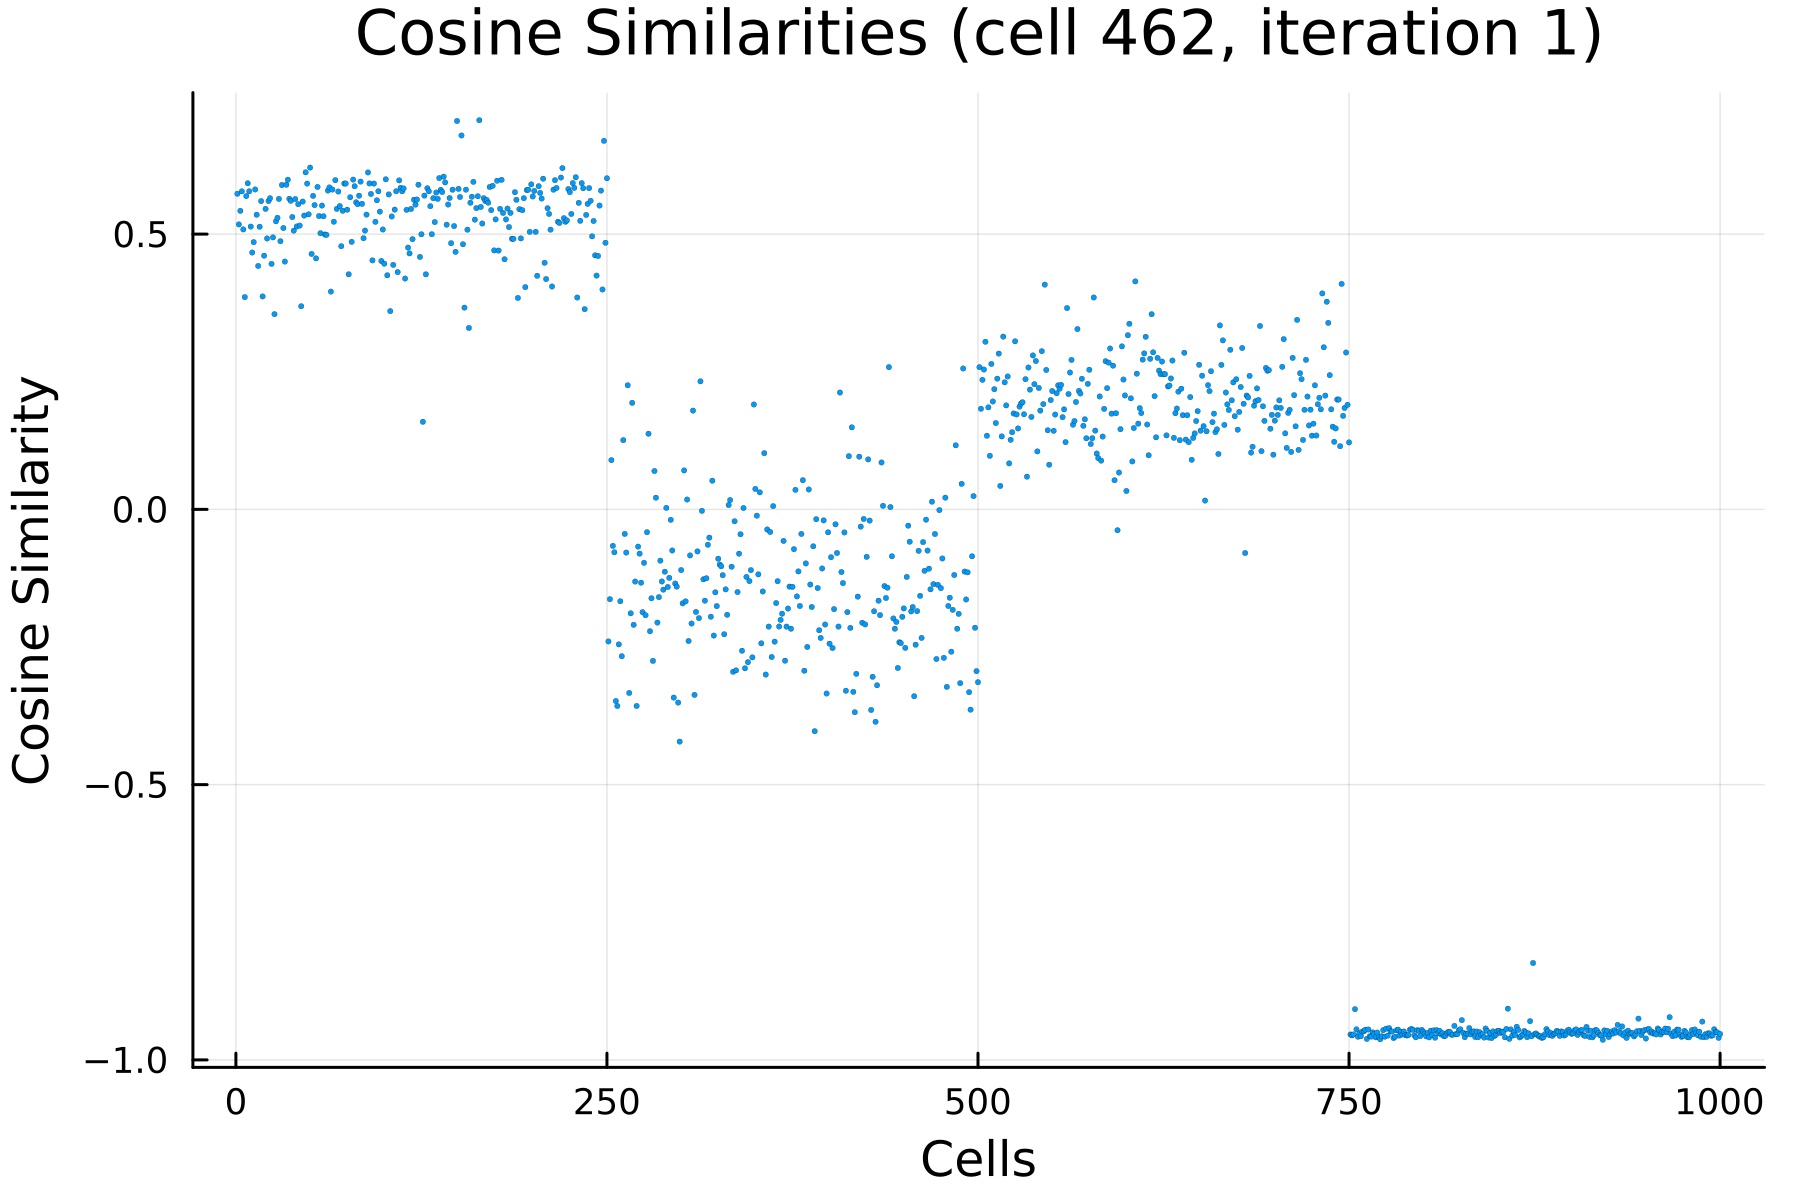 Cosine Similarities (cell 462, iteration 1)
Cosine Similarity
0.5
0.0
−0.5
−1.0
0 250 500 750 1000
Cells